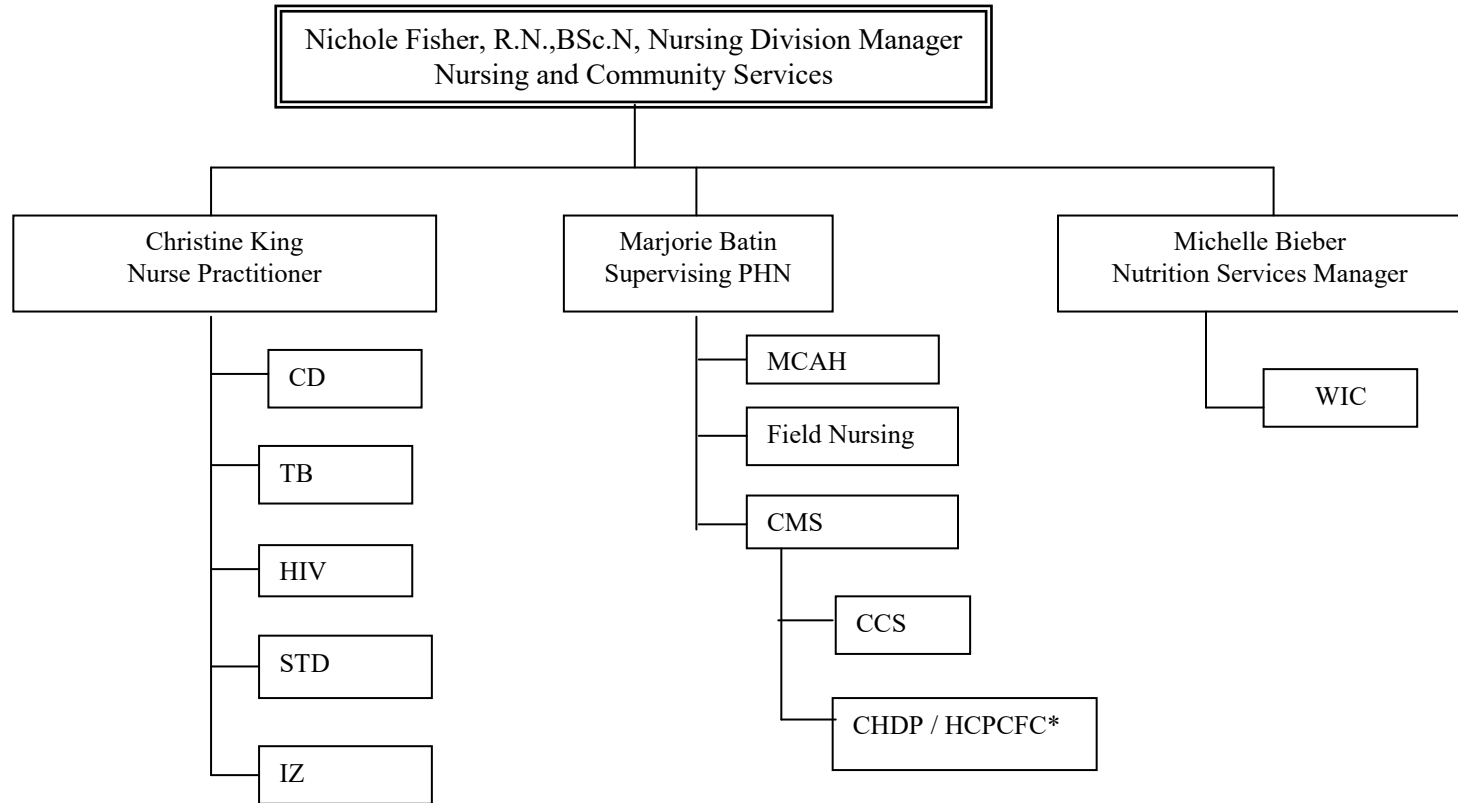 Nichole Fisher, R.N.,BSc.N, Nursing Division Manager
Nursing and Community Services
Christine King
Nurse Practitioner
CD
TB
HIV
STD
IZ
Marjorie Batin
Supervising PHN
MCAH
Field Nursing
CMS
CCS
CHDP / HCPCFC*
Michelle Bieber
Nutrition Services Manager
WIC